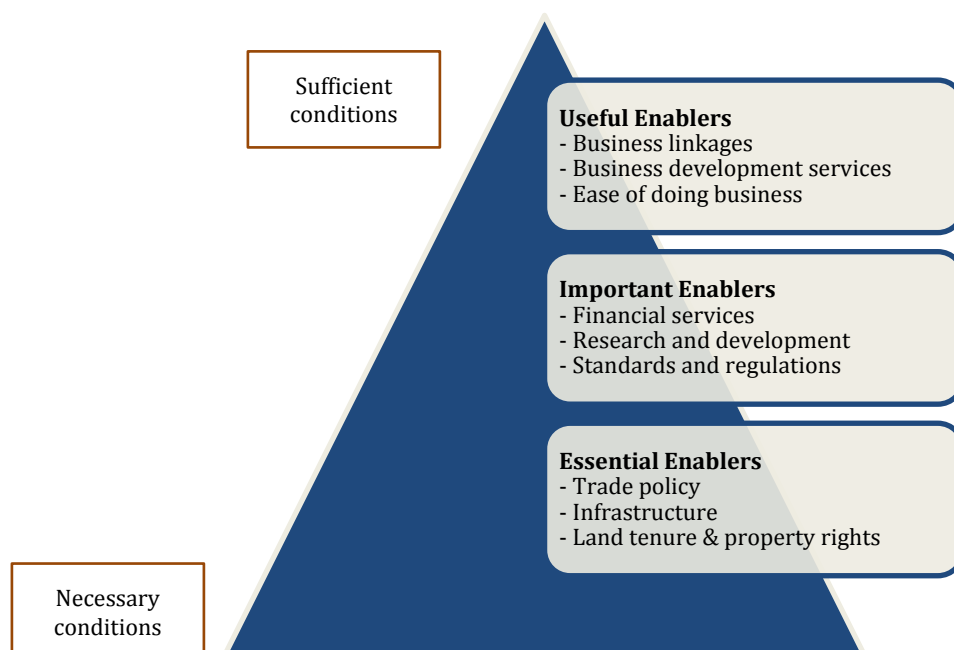 Sufficient
conditions
Useful Enablers
- Business linkages
- Business development services
- Ease of doing business
Important Enablers
- Financial services
- Research and development
- Standards and regulations
Essential Enablers
- Trade policy
- Infrastructure
- Land tenure & property rights
Necessary
conditions